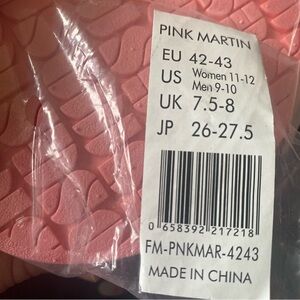 PINK MARTIN
EU 42-43
US Women 11-12
Men 9-10
UK 7.5-8
JP 26-27.5
0 658392 217218
FM-PNKMAR-4243
MADE IN CHINA